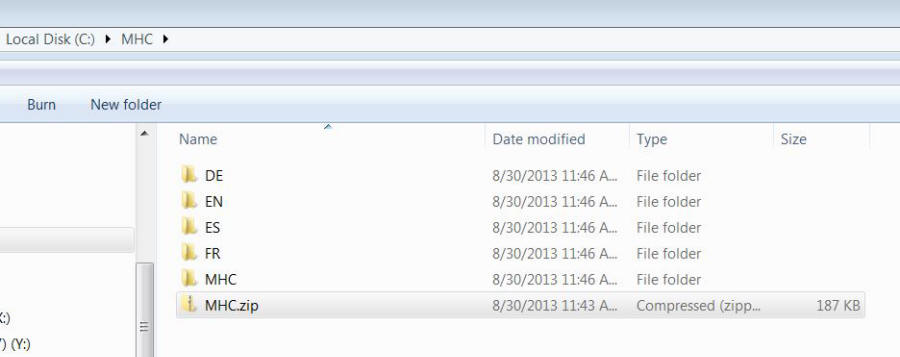 Local Disk (C:) MHC
Burn New folder
Name Date modified Type Size
DE 8/30/2013 11:46 A... File folder
EN 8/30/2013 11:46 A... File folder
ES 8/30/2013 11:46 A... File folder
FR 8/30/2013 11:46 A... File folder
MHC 8/30/2013 11:46 A... File folder
MHC.zip 8/30/2013 11:43 A... Compressed (zipp... 187 KB
:)
) (Y:)